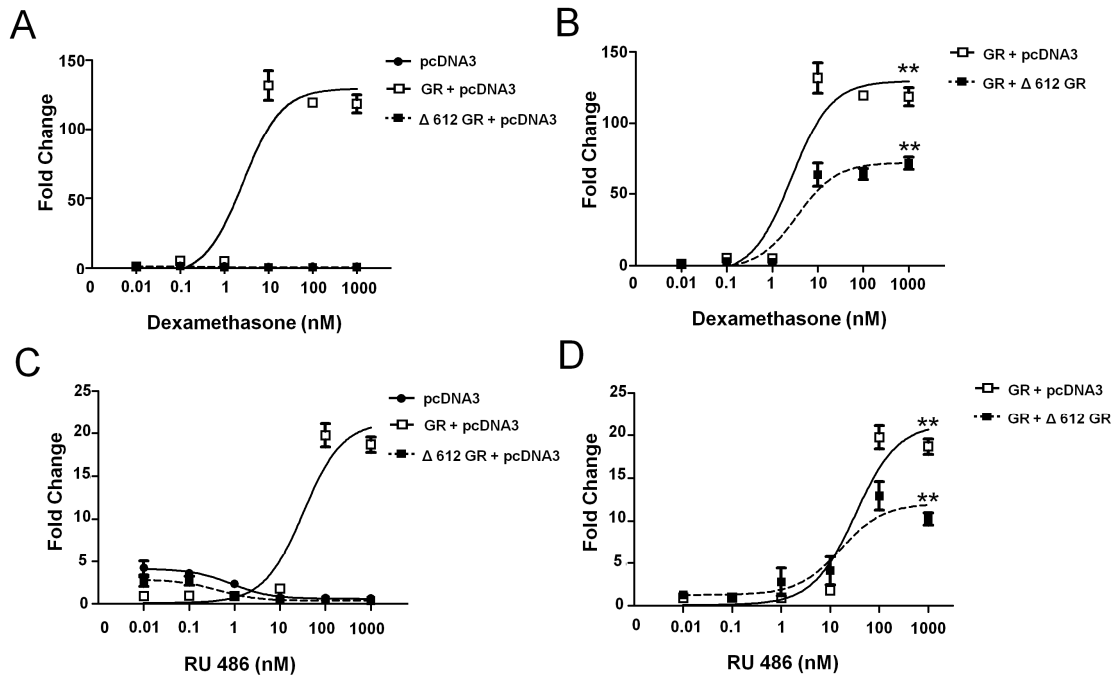 A
Fold Change
150
100
50
0
0 0.01 0.1 1 10 100 1000
Dexamethasone (nM)
pcDNA3
GR + pcDNA3
Δ 612 GR + pcDNA3
B
Fold Change
150
100
50
0
0 0.01 0.1 1 10 100 1000
Dexamethasone (nM)
GR + pcDNA3
GR + Δ 612 GR
**
**
C
Fold Change
25
20
15
10
5
0
0 0.01 0.1 1 10 100 1000
RU 486 (nM)
pcDNA3
GR + pcDNA3
Δ 612 GR + pcDNA3
D
Fold Change
25
20
15
10
5
0
0 0.01 0.1 1 10 100 1000
RU 486 (nM)
GR + pcDNA3
GR + Δ 612 GR
**
**